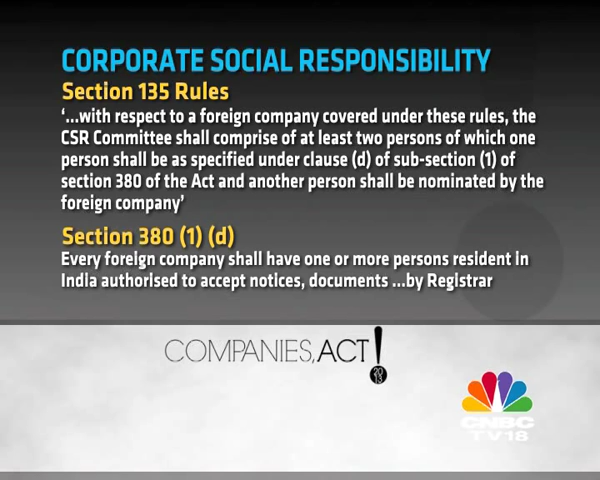 CORPORATE SOCIAL RESPONSIBILITY
Section 135 Rules
‘...with respect to a foreign company covered under these rules, the
CSR Committee shall comprise of at least two persons of which one
person shall be as specified under clause (d) of sub-section (1) of
section 380 of the Act and another person shall be nominated by the
foreign company’
Section 380 (1) (d)
Every foreign company shall have one or more persons resident in
India authorised to accept notices, documents ...by Registrar
COMPANIES, ACT!
2013
CNBC
TV18